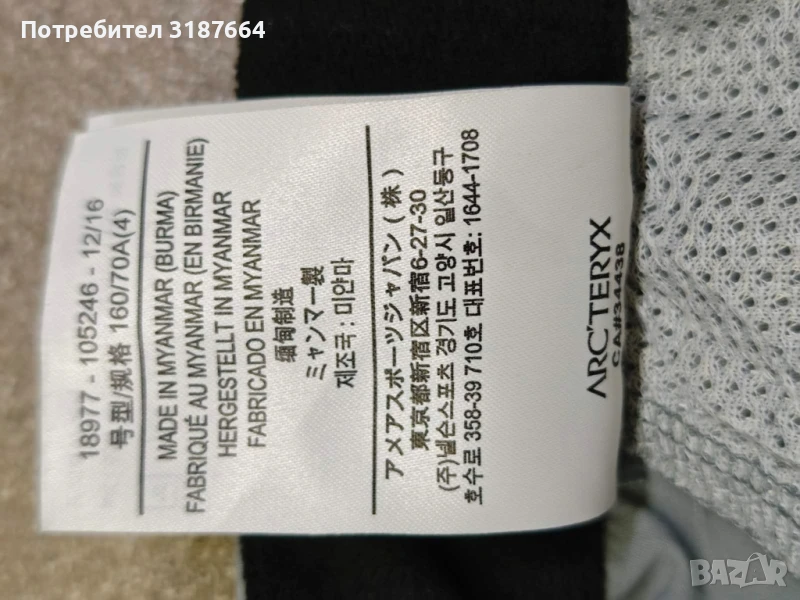 Потребител 3187664
18977 - 105246 - 12/16
号型/规格 160/70A(4)
MADE IN MYANMAR (BURMA)
FABRIQUÉ AU MYANMAR (EN BIRMANIE)
HERGESTELLT IN MYANMAR
FABRICADO EN MYANMAR
缅甸制造
ミャンマー製
제조국 : 미얀마
アメアスポーツジャパン ( 株 )
東京都新宿区新宿6-27-30
(주)넬슨스포츠 경기도 고양시 일산동구
호수로 358-39 710호 대표번호: 1644-1708
ARC'TERYX
CA#34438
BAZAR